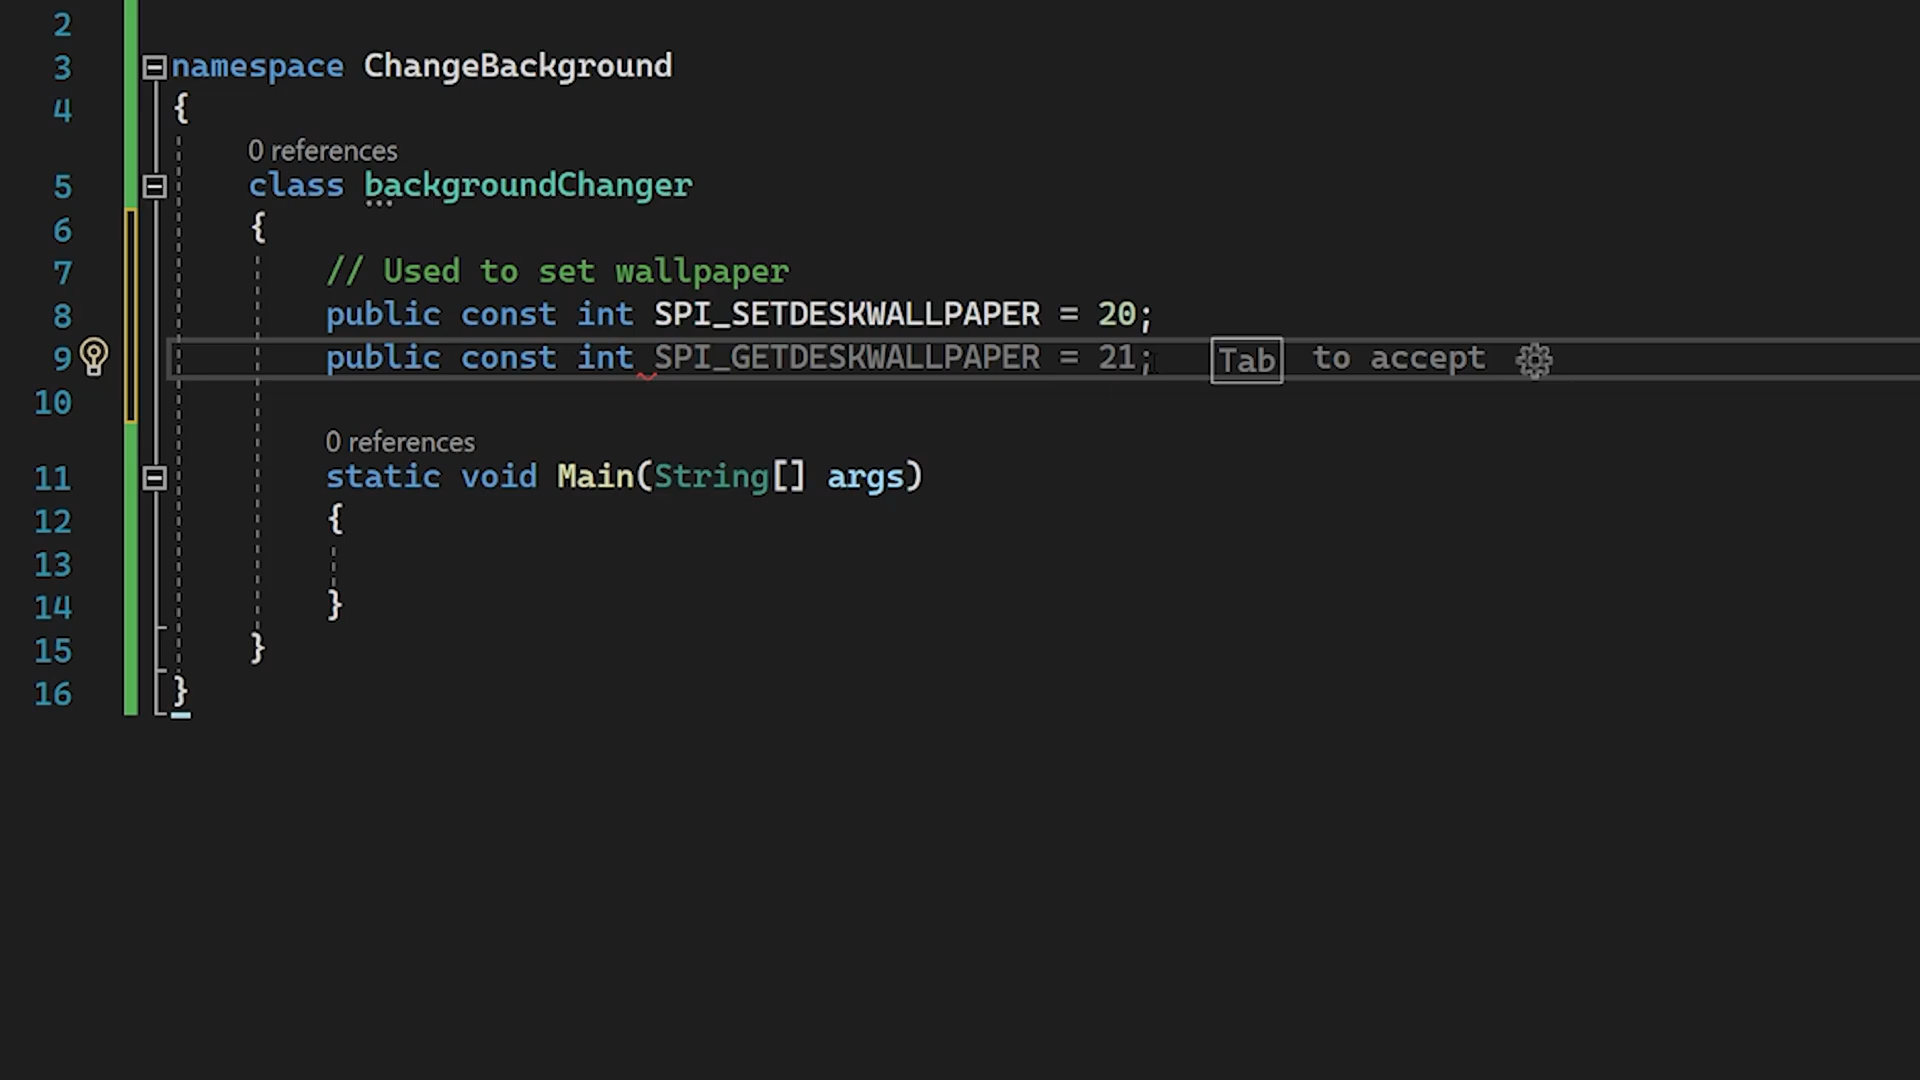 2
3 namespace ChangeBackground
4 {
0 references
5 class backgroundChanger
6 {
7 // Used to set wallpaper
8 public const int SPI_SETDESKWALLPAPER = 20;
9 public const int SPI_GETDESKWALLPAPER = 21; Tab to accept
10
0 references
11 static void Main(String[] args)
12 {
13
14 }
15 }
16 }